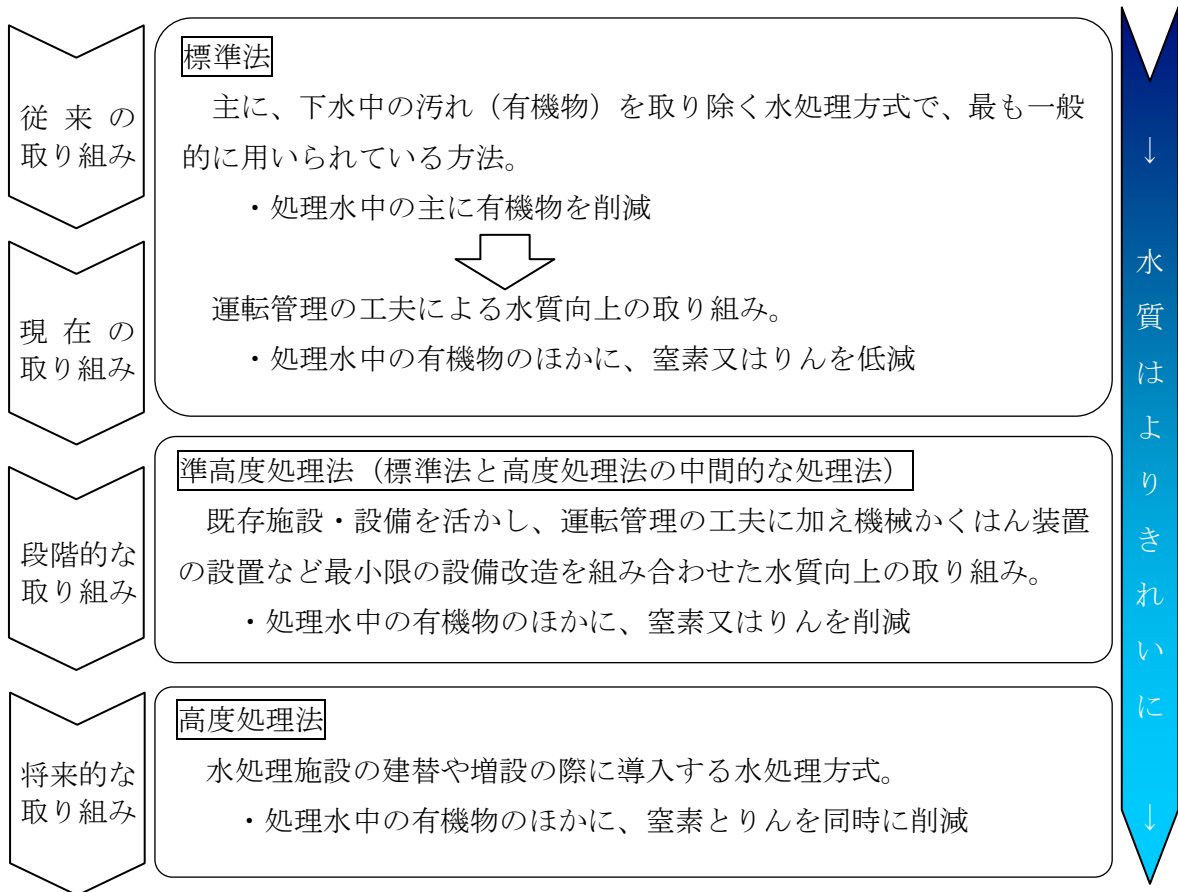 従来の
取り組み
標準法
主に、下水中の汚れ（有機物）を取り除く水処理方式で、最も一般
的に用いられている方法。
・処理水中の主に有機物を削減
現在の
取り組み
運転管理の工夫による水質向上の取り組み。
・処理水中の有機物のほかに、窒素又はりんを低減
段階的な
取り組み
準高度処理法（標準法と高度処理法の中間的な処理法）
既存施設・設備を活かし、運転管理の工夫に加え機械かくはん装置
の設置など最小限の設備改造を組み合わせた水質向上の取り組み。
・処理水中の有機物のほかに、窒素又はりんを削減
将来的な
取り組み
高度処理法
水処理施設の建替や増設の際に導入する水処理方式。
・処理水中の有機物のほかに、窒素とりんを同時に削減
↓水質はよりきれいに↓